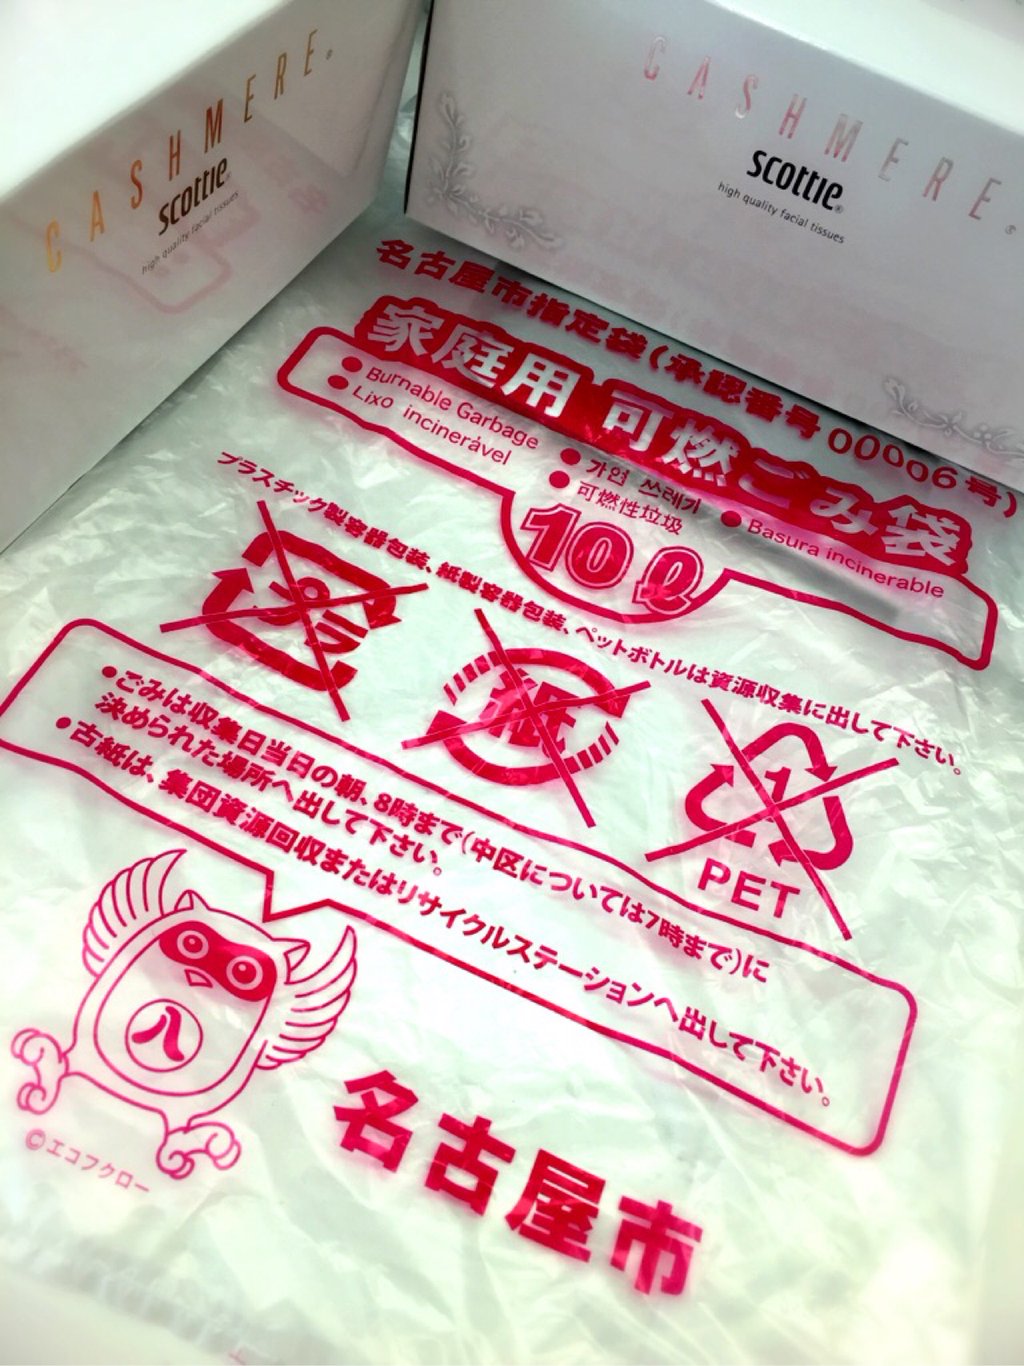 CASHMERE®
scottie®
high quality facial tissues
CASHMERE®
scottie®
high quality facial tissues
名古屋市指定袋(承認番号00006号)
家庭用 可燃ごみ袋
●Burnable Garbage
●Lixo incinerável
●가연 쓰레기
●可燃性垃圾
●Basura incinerable
10ℓ
プラスチック製容器包装、紙製容器包装、ペットボトルは資源収集に出して下さい。
プラ
紙
1
PET
●ごみは収集日当日の朝、8時まで(中区については7時まで)に
決められた場所へ出して下さい。
●古紙は、集団資源回収またはリサイクルステーションへ出して下さい。
八
©エコフクロー
名古屋市